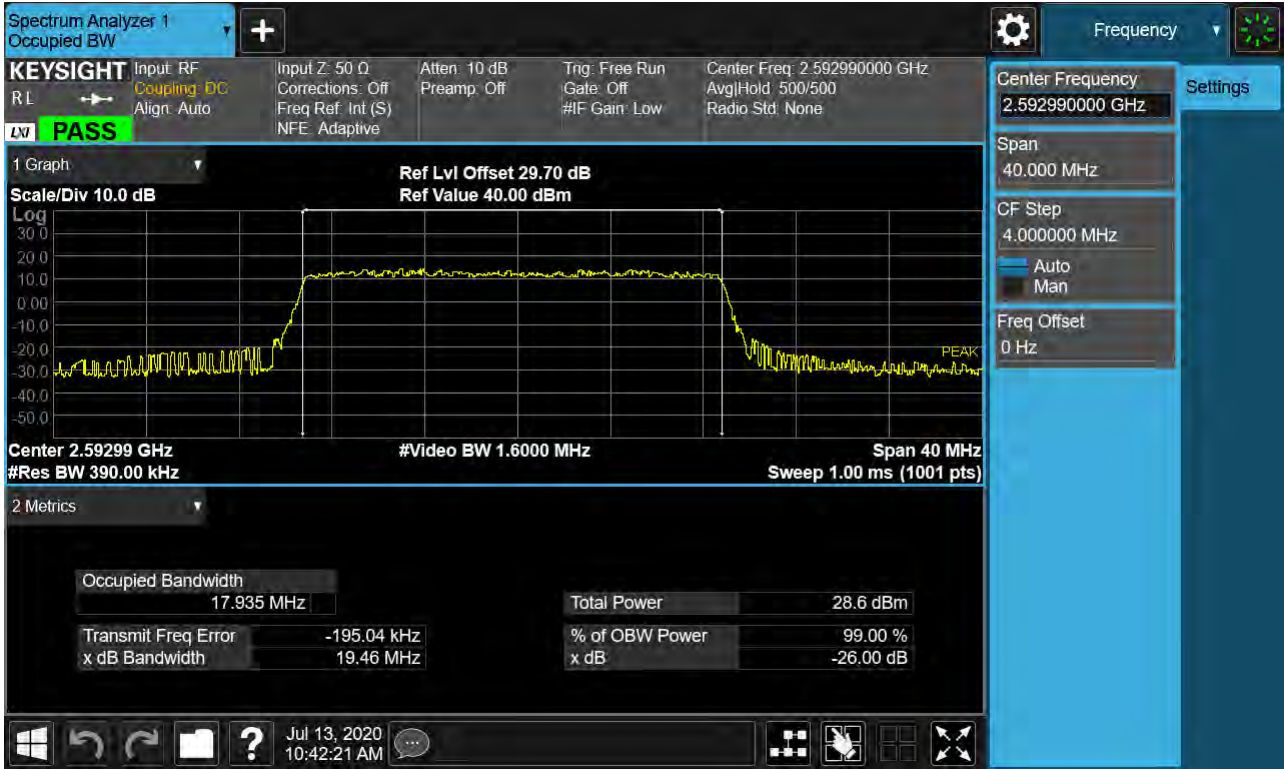 Spectrum Analyzer 1
Occupied BW
+
Frequency
KEYSIGHT
R L
LXI
PASS
Input: RF
Coupling: DC
Align: Auto
Input Z: 50 Ω
Corrections: Off
Freq Ref: Int (S)
NFE: Adaptive
Atten: 10 dB
Preamp: Off
Trig: Free Run
Gate: Off
#IF Gain: Low
Center Freq: 2.592990000 GHz
Avg|Hold: 500/500
Radio Std: None
Center Frequency
2.592990000 GHz
Settings
Span
40.000 MHz
CF Step
4.000000 MHz
Auto
Man
Freq Offset
0 Hz
1 Graph
Scale/Div 10.0 dB
Ref Lvl Offset 29.70 dB
Ref Value 40.00 dBm
Log
30.0
20.0
10.0
0.00
-10.0
-20.0
-30.0
-40.0
-50.0
PEAK
Center 2.59299 GHz
#Video BW 1.6000 MHz
Span 40 MHz
#Res BW 390.00 kHz
Sweep 1.00 ms (1001 pts)
2 Metrics
Occupied Bandwidth
17.935 MHz
Total Power 28.6 dBm
Transmit Freq Error -195.04 kHz
% of OBW Power 99.00 %
x dB Bandwidth 19.46 MHz
x dB -26.00 dB
?
Jul 13, 2020
10:42:21 AM